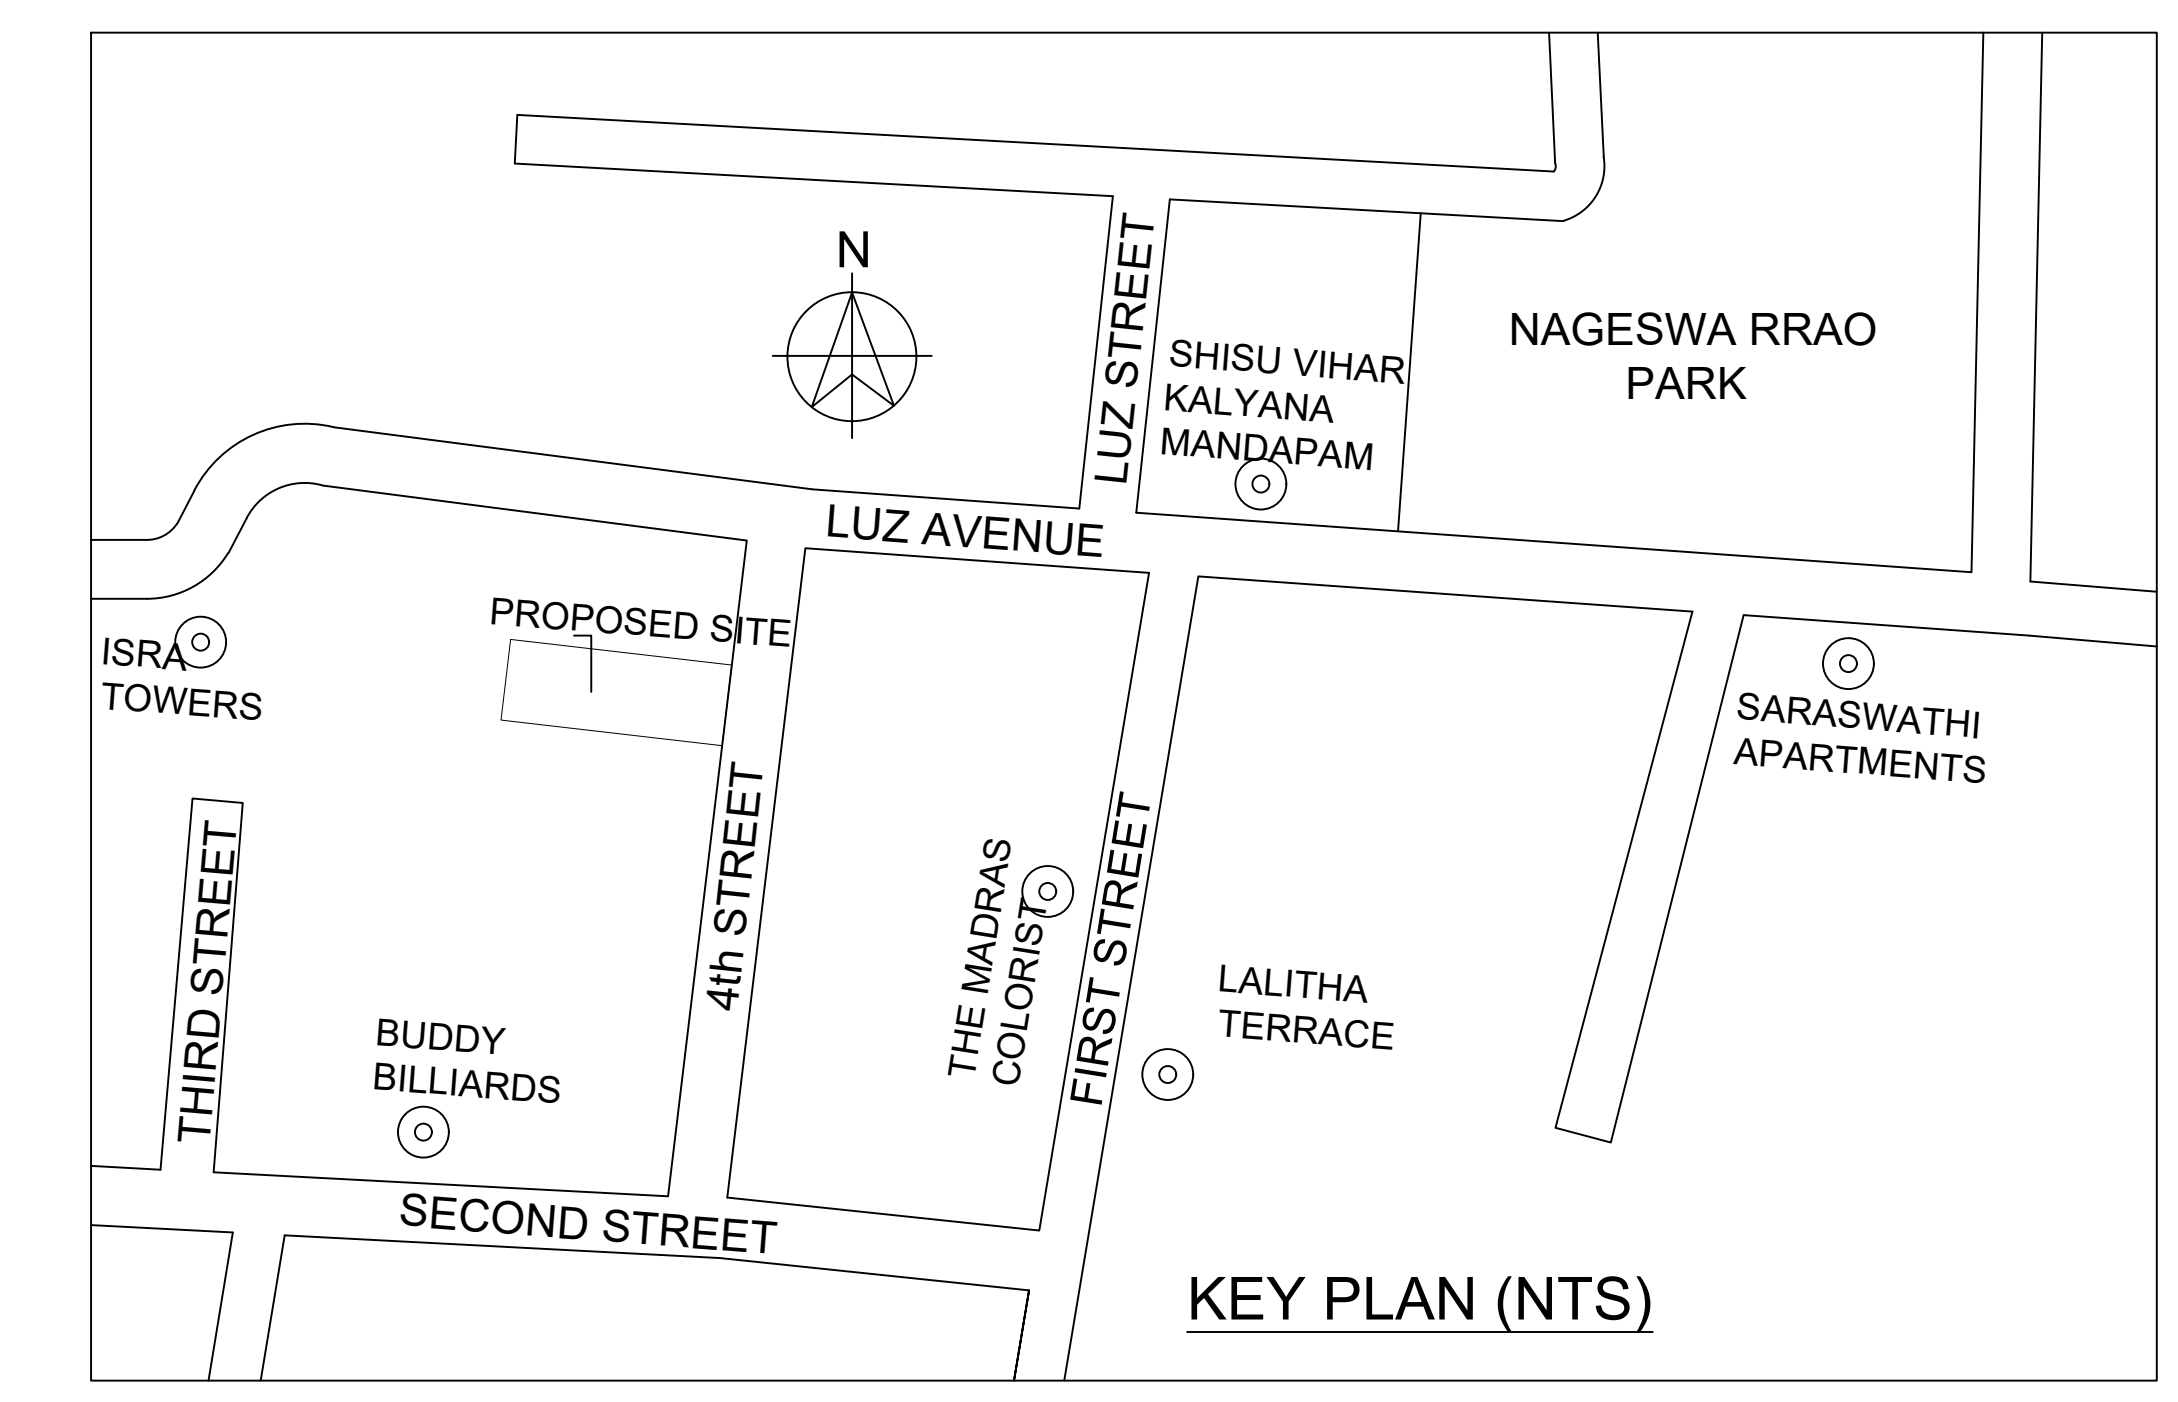 N
LUZ STREET
SHISU VIHAR
KALYANA
MANDAPAM
NAGESWA RRAO
PARK
LUZ AVENUE
PROPOSED SITE
ISRA
TOWERS
SARASWATHI
APARTMENTS
THIRD STREET
4th STREET
THE MADRAS
COLORIST
FIRST STREET
LALITHA
TERRACE
BUDDY
BILLIARDS
SECOND STREET
KEY PLAN (NTS)